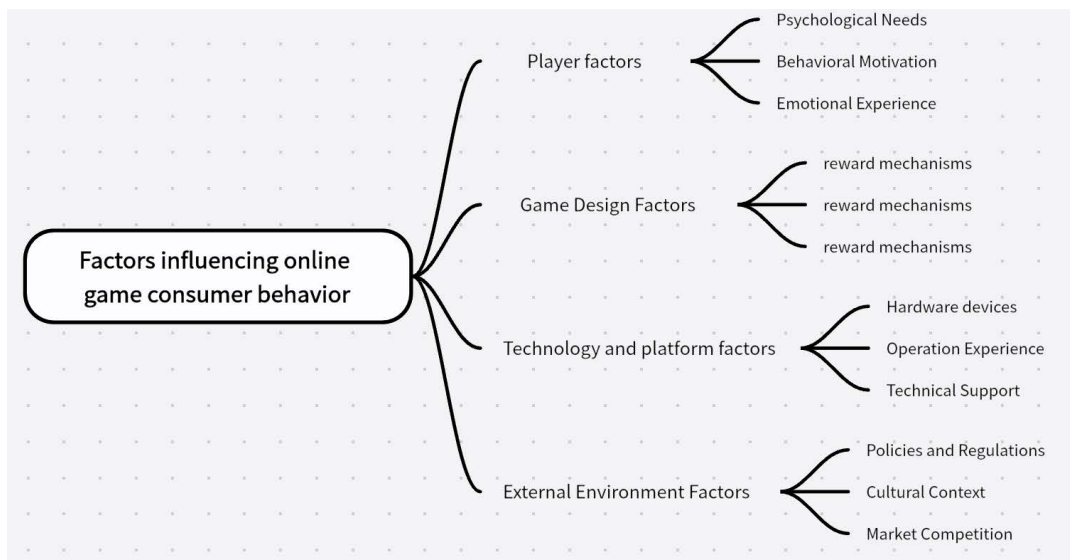 Factors influencing online
game consumer behavior
Player factors
Psychological Needs
Behavioral Motivation
Emotional Experience
Game Design Factors
reward mechanisms
reward mechanisms
reward mechanisms
Technology and platform factors
Hardware devices
Operation Experience
Technical Support
External Environment Factors
Policies and Regulations
Cultural Context
Market Competition